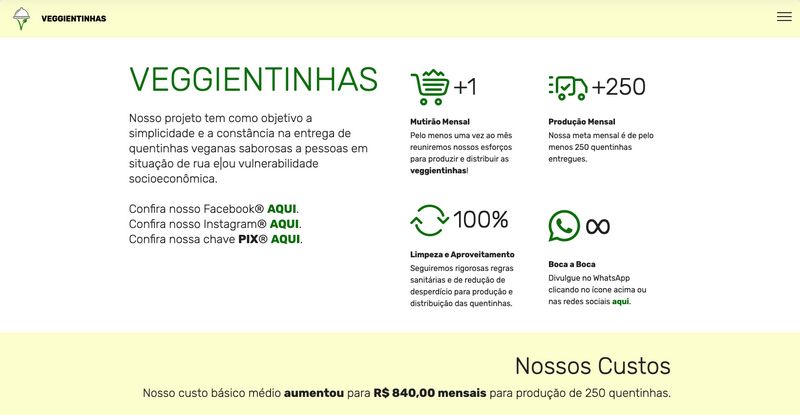 VEGGIENTINHAS
VEGGIENTINHAS
Nosso projeto tem como objetivo a
simplicidade e a constância na entrega de
quentinhas veganas saborosas a pessoas em
situação de rua e|ou vulnerabilidade
socioeconômica.
Confira nosso Facebook® AQUI.
Confira nosso Instagram® AQUI.
Confira nossa chave PIX® AQUI.
+1
Mutirão Mensal
Pelo menos uma vez ao mês
reuniremos nossos esforços
para produzir e distribuir as
veggientinhas!
+250
Produção Mensal
Nossa meta mensal é de pelo
menos 250 quentinhas
entregues.
100%
Limpeza e Aproveitamento
Seguiremos rigorosas regras
sanitárias e de redução de
desperdício para produção e
distribuição das quentinhas.
∞
Boca a Boca
Divulgue no WhatsApp
clicando no ícone acima ou
nas redes sociais aqui.
Nossos Custos
Nosso custo básico médio aumentou para R$ 840,00 mensais para produção de 250 quentinhas.